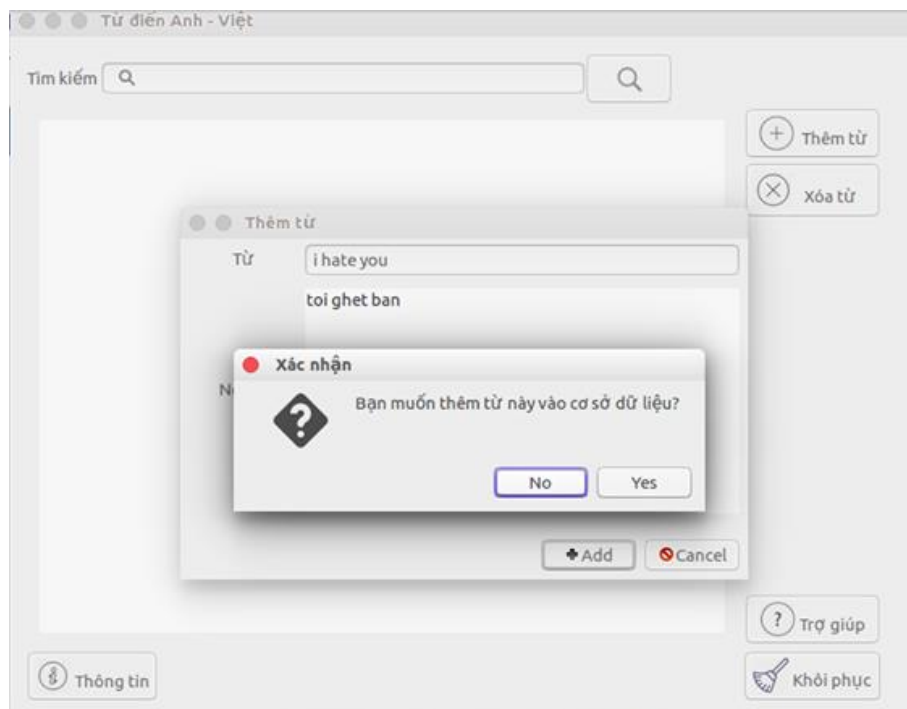 Từ điển Anh - Việt
Tìm kiếm
Thêm từ
Xóa từ
Thêm từ
Từ
i hate you
toi ghet ban
Xác nhận
Bạn muốn thêm từ này vào cơ sở dữ liệu?
No
Yes
Add
Cancel
Trợ giúp
Thông tin
Khôi phục